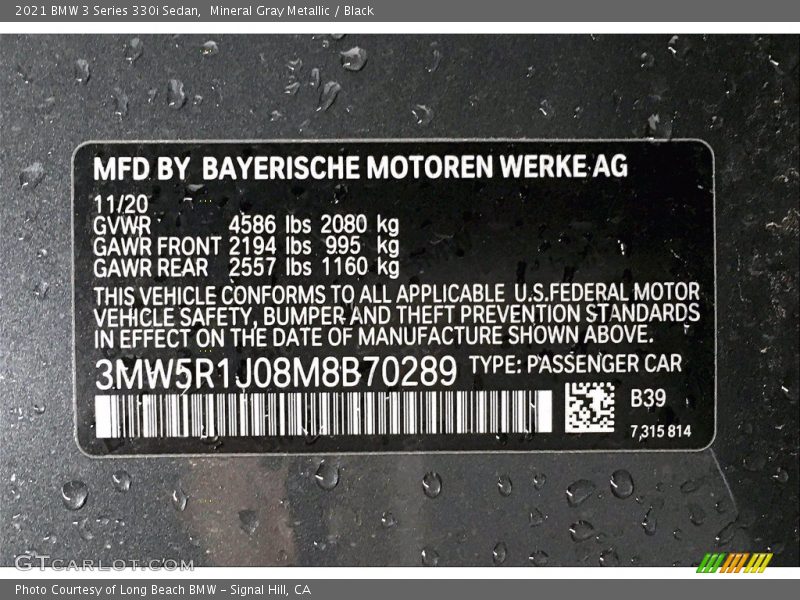 2021 BMW 3 Series 330i Sedan,  Mineral Gray Metallic / Black
MFD BY BAYERISCHE MOTOREN WERKE AG
11/20
GVWR 4586 lbs 2080 kg
GAWR FRONT 2194 lbs 995 kg
GAWR REAR 2557 lbs 1160 kg
THIS VEHICLE CONFORMS TO ALL APPLICABLE U.S.FEDERAL MOTOR
VEHICLE SAFETY, BUMPER AND THEFT PREVENTION STANDARDS
IN EFFECT ON THE DATE OF MANUFACTURE SHOWN ABOVE.
3MW5R1J08M8B70289 TYPE: PASSENGER CAR
B39
7,315 814
GTCARLOT.COM
Photo Courtesy of Long Beach BMW - Signal Hill, CA